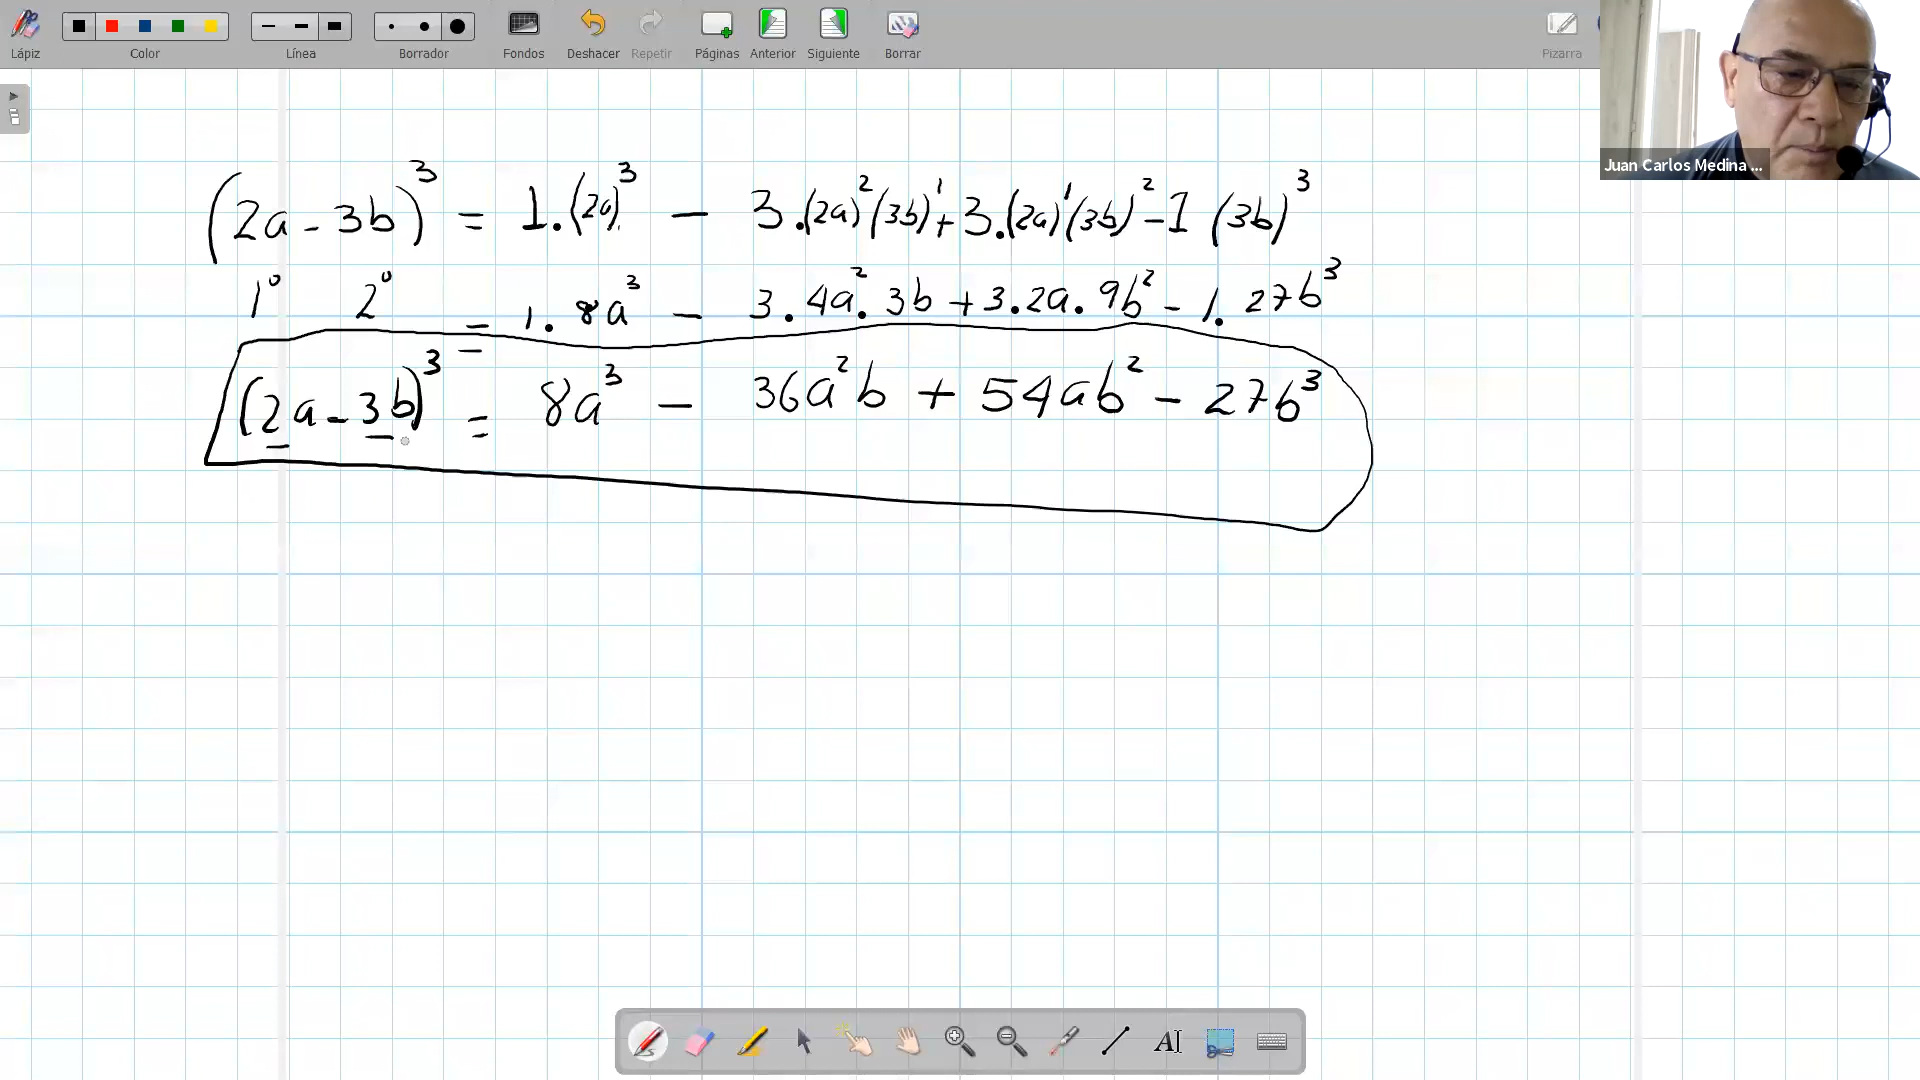 Lápiz Color Línea Borrador Fondos Deshacer Repetir Páginas Anterior Siguiente Borrar Pizarra
Juan Carlos Medina ...
(2a - 3b)³ = 1.(2a)³ - 3.(2a)²(3b)¹ + 3.(2a)¹(3b)² - 1 (3b)³
1° 2° = 1. 8a³ - 3. 4a². 3b + 3.2a. 9b² - 1. 27b³
(2a - 3b)³ = 8a³ - 36a²b + 54ab² - 27b³